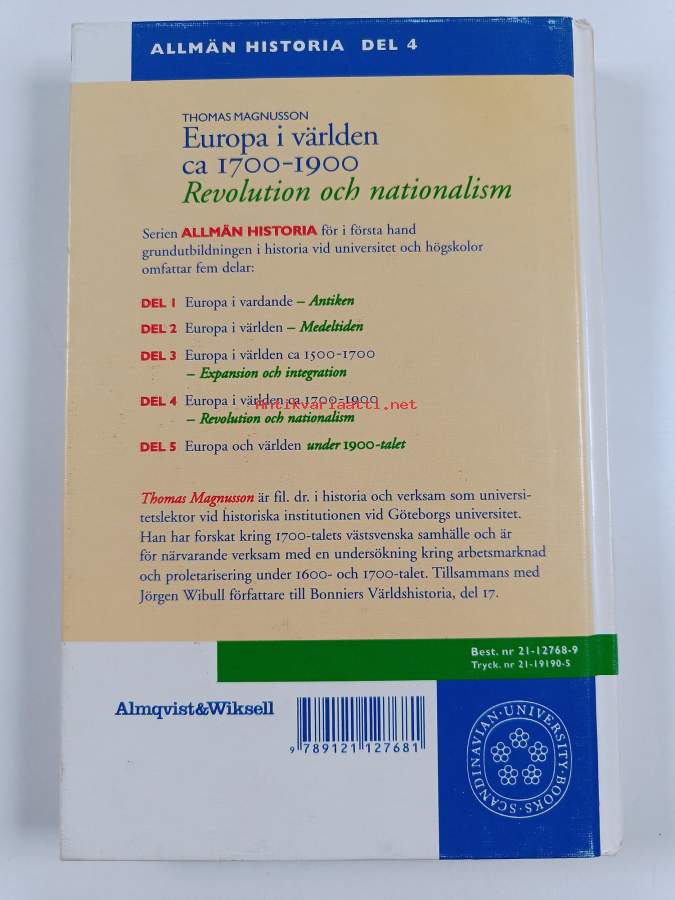 ALLMÄN HISTORIA DEL 4
THOMAS MAGNUSSON
Europa i världen
ca 1700–1900
Revolution och nationalism
Serien ALLMÄN HISTORIA för i första hand
grundutbildningen i historia vid universitet och högskolor
omfattar fem delar:
DEL 1 Europa i vardande – Antiken
DEL 2 Europa i världen – Medeltiden
DEL 3 Europa i världen ca 1500-1700
– Expansion och integration
DEL 4 Europa i världen ca 1700-1900
Antikvariaatti.net
– Revolution och nationalism
DEL 5 Europa och världen under 1900-talet
Thomas Magnusson är fil. dr. i historia och verksam som universi-
tetslektor vid historiska institutionen vid Göteborgs universitet.
Han har forskat kring 1700-talets västsvenska samhälle och är
för närvarande verksam med en undersökning kring arbetsmarknad
och proletarisering under 1600- och 1700-talet. Tillsammans med
Jörgen Wibull författare till Bonniers Världshistoria, del 17.
Best. nr 21-12768-9
Tryck. nr 21-19190-5
Almqvist&Wiksell
9 789121 127681
SCANDINAVIAN·UNIVERSITY·BOOKS·